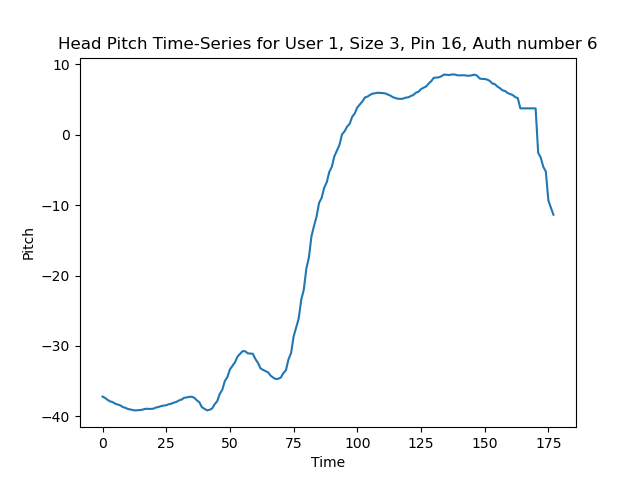 Head Pitch Time-Series for User 1, Size 3, Pin 16, Auth number 6
10
0
−10
−20
−30
−40
Pitch
0 25 50 75 100 125 150 175
Time